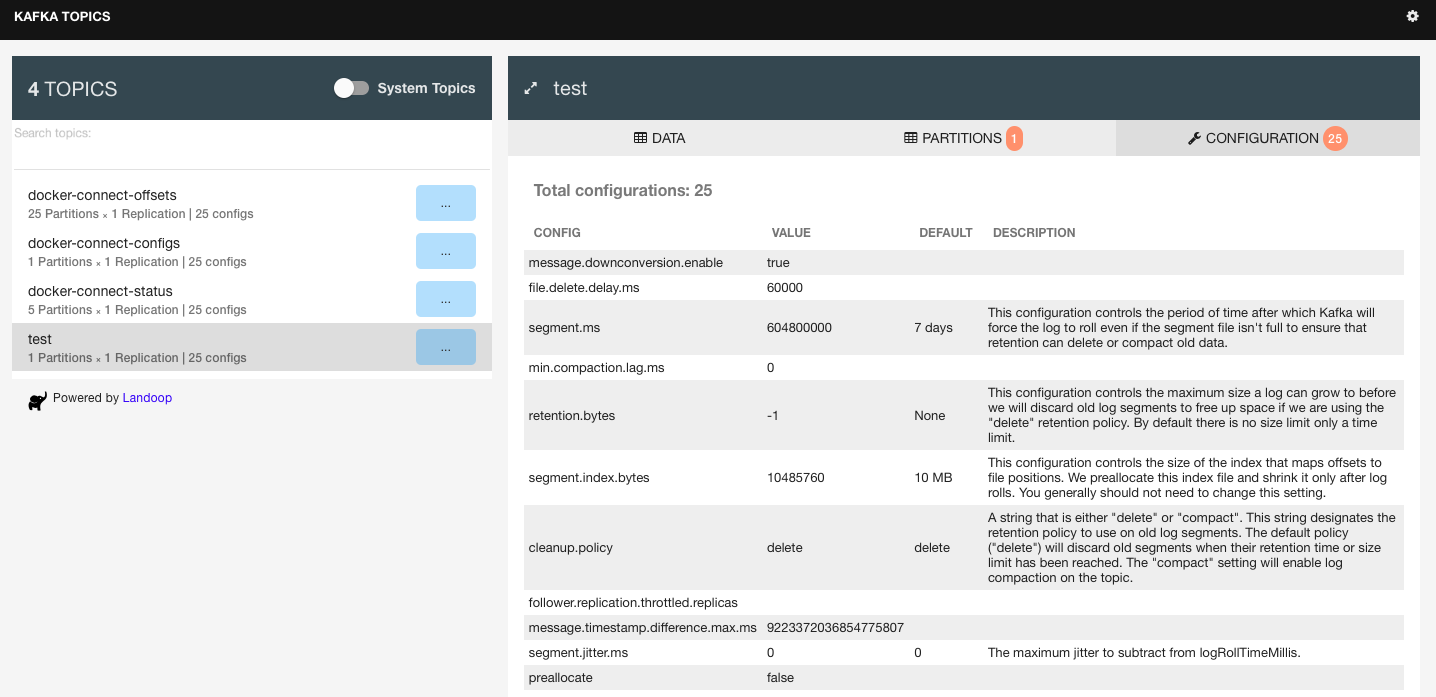 KAFKA TOPICS
4 TOPICS
System Topics
Search topics:
docker-connect-offsets
25 Partitions × 1 Replication | 25 configs
...
docker-connect-configs
1 Partitions × 1 Replication | 25 configs
...
docker-connect-status
5 Partitions × 1 Replication | 25 configs
...
test
1 Partitions × 1 Replication | 25 configs
...
Powered by Landoop
test
DATA
PARTITIONS 1
CONFIGURATION 25
Total configurations: 25
CONFIG VALUE DEFAULT DESCRIPTION
message.downconversion.enable true
file.delete.delay.ms 60000
segment.ms 604800000 7 days
This configuration controls the period of time after which Kafka will
force the log to roll even if the segment file isn't full to ensure that
retention can delete or compact old data.
min.compaction.lag.ms 0
retention.bytes -1 None
This configuration controls the maximum size a log can grow to before
we will discard old log segments to free up space if we are using the
"delete" retention policy. By default there is no size limit only a time
limit.
segment.index.bytes 10485760 10 MB
This configuration controls the size of the index that maps offsets to
file positions. We preallocate this index file and shrink it only after log
rolls. You generally should not need to change this setting.
cleanup.policy delete delete
A string that is either "delete" or "compact". This string designates the
retention policy to use on old log segments. The default policy
("delete") will discard old segments when their retention time or size
limit has been reached. The "compact" setting will enable log
compaction on the topic.
follower.replication.throttled.replicas
message.timestamp.difference.max.ms 9223372036854775807
segment.jitter.ms 0 0 The maximum jitter to subtract from logRollTimeMillis.
preallocate false